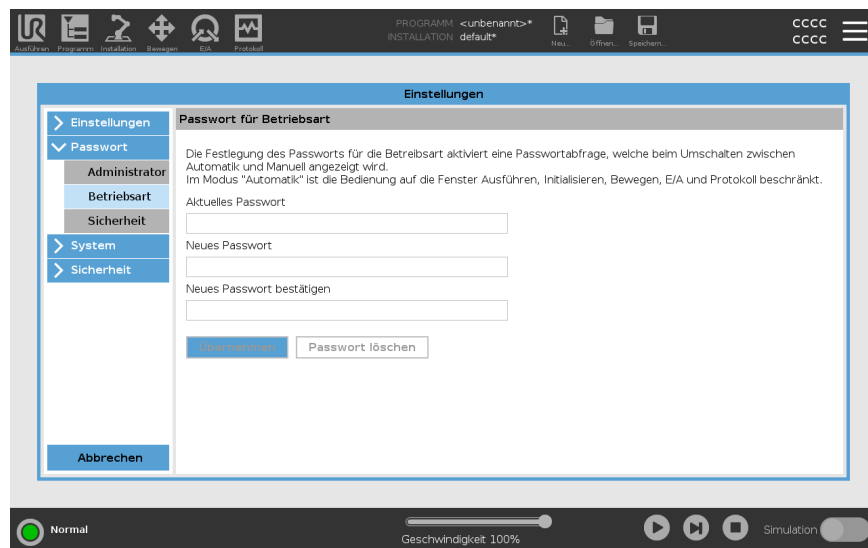 PROGRAMM <unbenannt>*
INSTALLATION default*
Ausführen Programm Installation Bewegen E/A Protokoll
Neu... Öffnen... Speichern...
CCCC
CCCC
Einstellungen
Einstellungen
Passwort
Administrator
Betriebsart
Sicherheit
System
Sicherheit
Abbrechen
Passwort für Betriebsart
Die Festlegung des Passworts für die Betreibsart aktiviert eine Passwortabfrage, welche beim Umschalten zwischen
Automatik und Manuell angezeigt wird.
Im Modus "Automatik" ist die Bedienung auf die Fenster Ausführen, Initialisieren, Bewegen, E/A und Protokoll beschränkt.
Aktuelles Passwort
Neues Passwort
Neues Passwort bestätigen
Übernehmen Passwort löschen
Normal
Geschwindigkeit 100%
Simulation